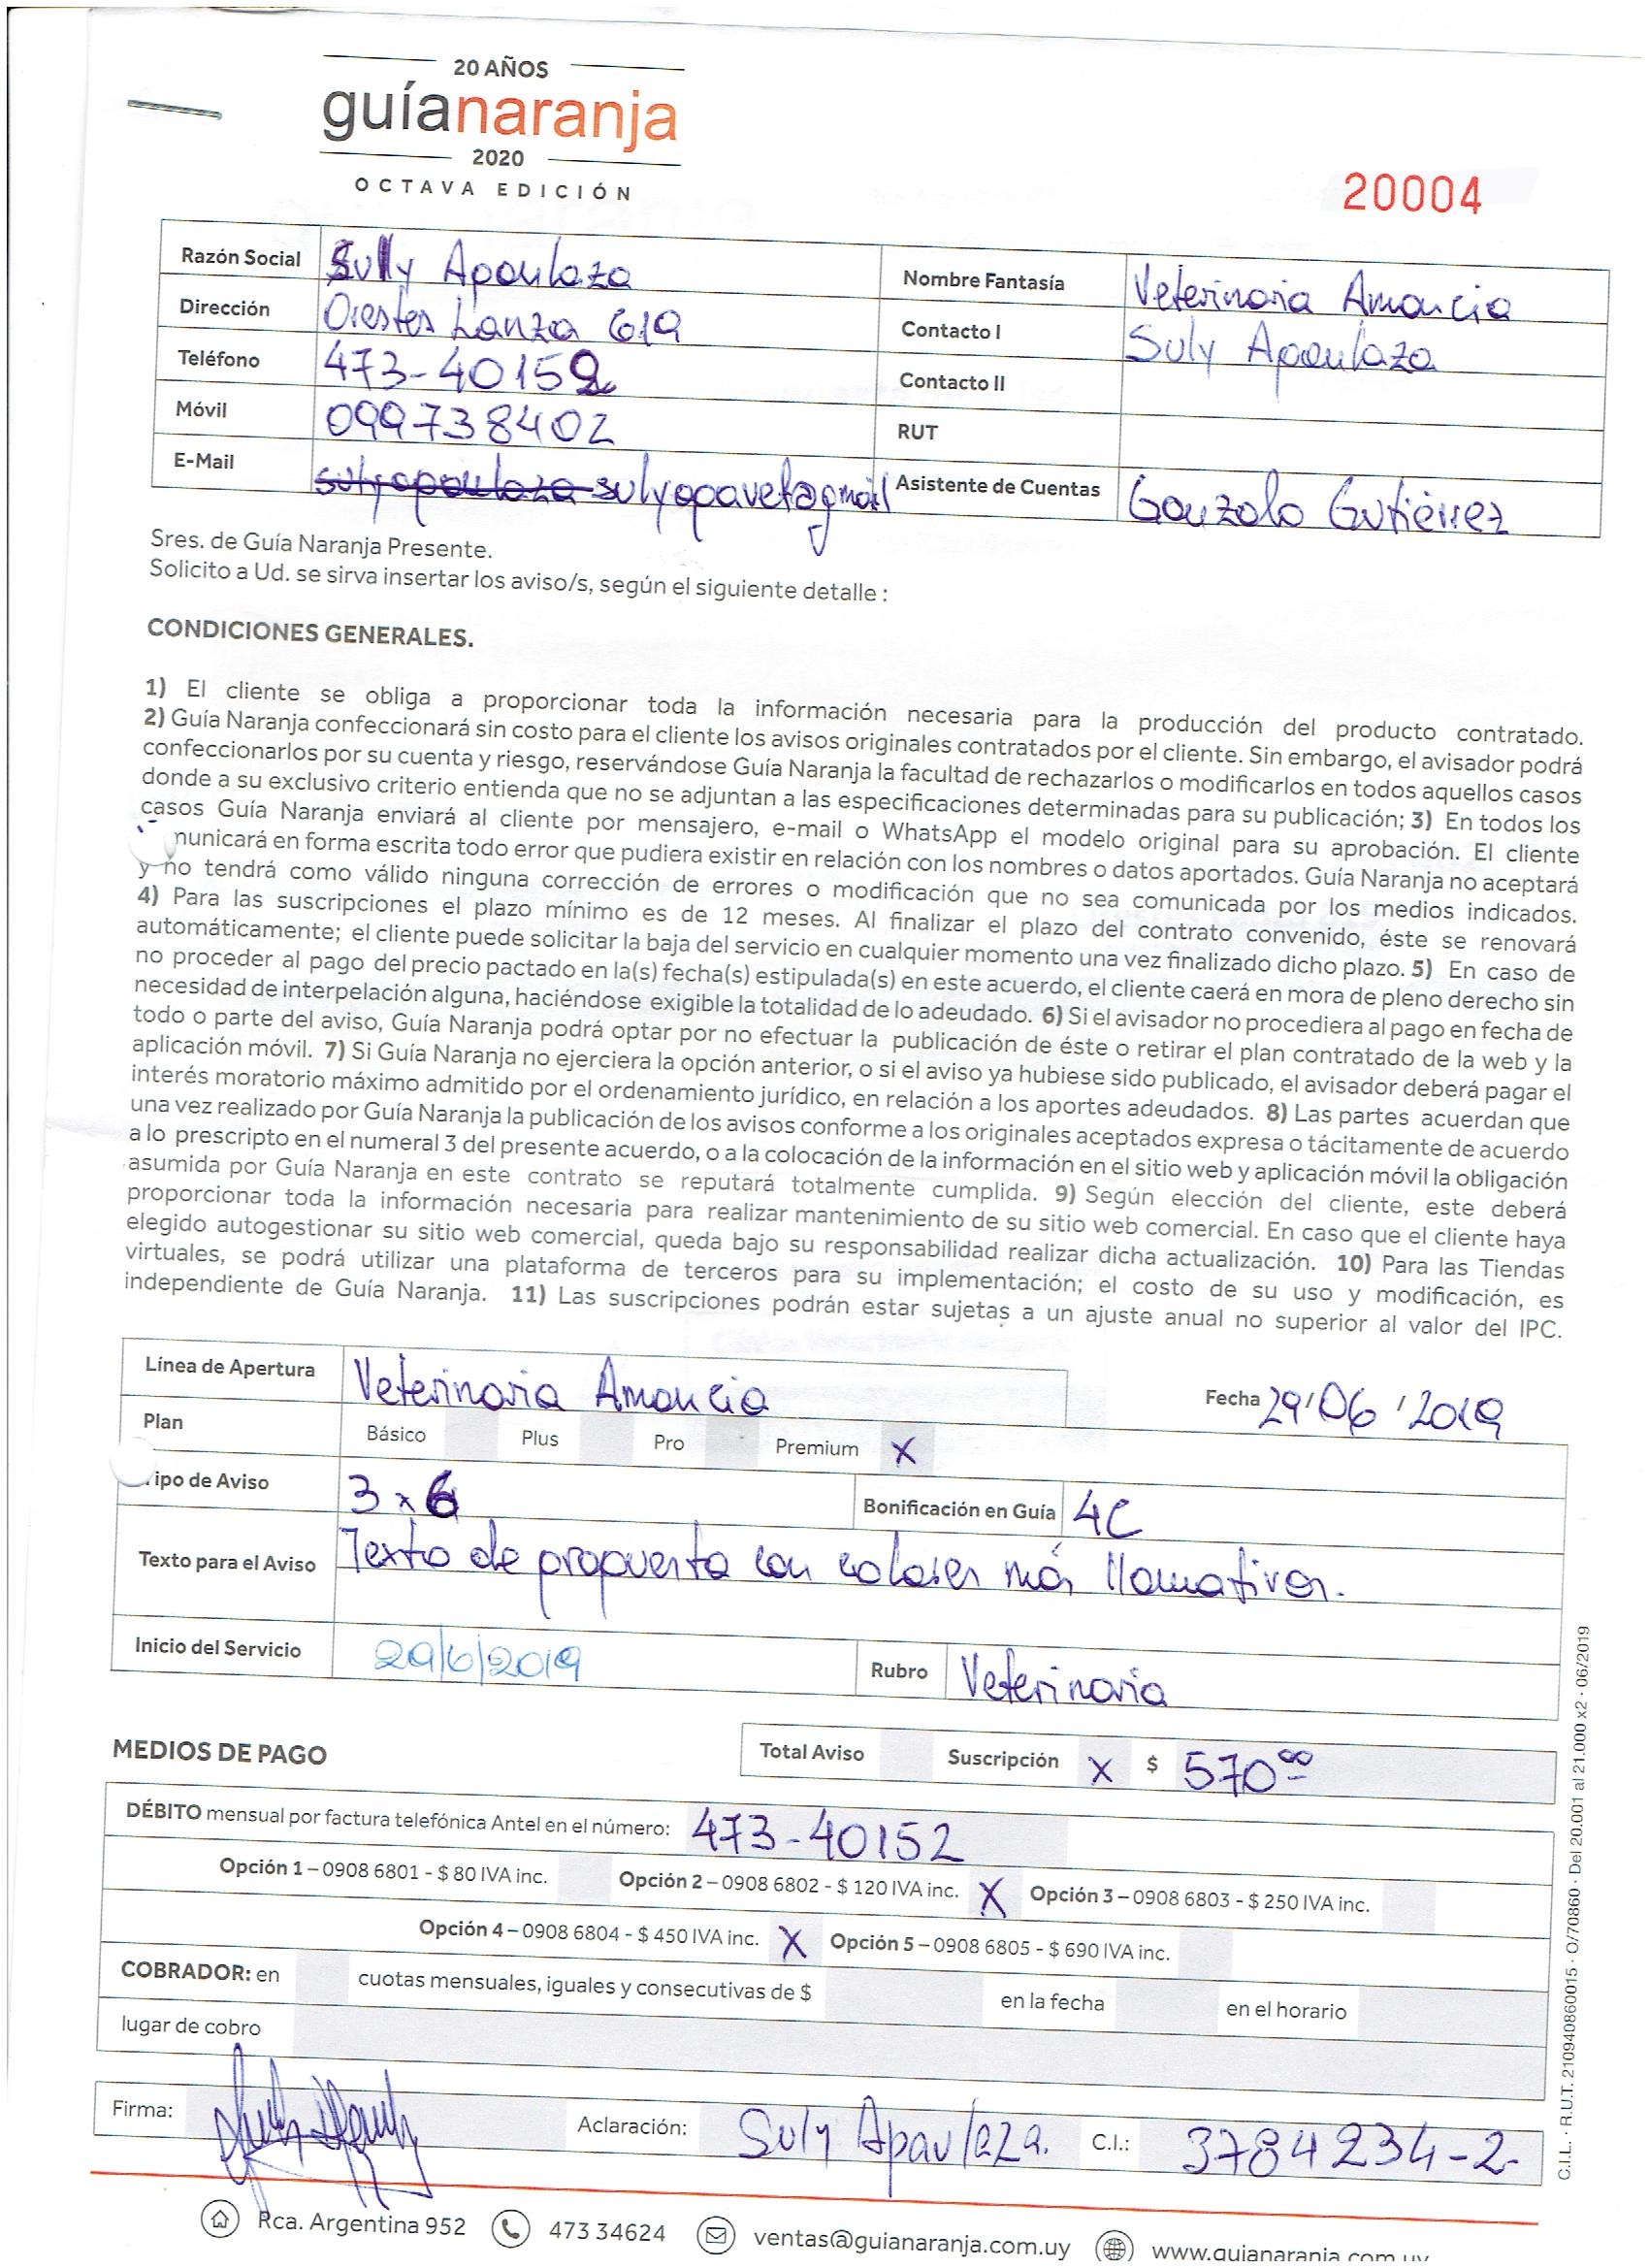 20 AÑOS
guíanaranja
2020
OCTAVA EDICIÓN
20004
Razón Social Suly Apaulaza Nombre Fantasía Veterinaria Amancia
Dirección Orestes Lanza 619 Contacto I Suly Apaulaza
Teléfono 473-40152 Contacto II
Móvil 099738402 RUT
E-Mail sulyapaulaza sulyapavet@gmail Asistente de Cuentas Gonzalo Gutiérrez
Sres. de Guía Naranja Presente.
Solicito a Ud. se sirva insertar los aviso/s, según el siguiente detalle :
CONDICIONES GENERALES.
1) El cliente se obliga a proporcionar toda la información necesaria para la producción del producto contratado.
2) Guía Naranja confeccionará sin costo para el cliente los avisos originales contratados por el cliente. Sin embargo, el avisador podrá
confeccionarlos por su cuenta y riesgo, reservándose Guía Naranja la facultad de rechazarlos o modificarlos en todos aquellos casos
donde a su exclusivo criterio entienda que no se adjuntan a las especificaciones determinadas para su publicación; 3) En todos los
casos Guía Naranja enviará al cliente por mensajero, e-mail o WhatsApp el modelo original para su aprobación. El cliente
municará en forma escrita todo error que pudiera existir en relación con los nombres o datos aportados. Guía Naranja no aceptará
y no tendrá como válido ninguna corrección de errores o modificación que no sea comunicada por los medios indicados.
4) Para las suscripciones el plazo mínimo es de 12 meses. Al finalizar el plazo del contrato convenido, éste se renovará
automáticamente; el cliente puede solicitar la baja del servicio en cualquier momento una vez finalizado dicho plazo. 5) En caso de
no proceder al pago del precio pactado en la(s) fecha(s) estipulada(s) en este acuerdo, el cliente caerá en mora de pleno derecho sin
necesidad de interpelación alguna, haciéndose exigible la totalidad de lo adeudado. 6) Si el avisador no procediera al pago en fecha de
todo o parte del aviso, Guía Naranja podrá optar por no efectuar la publicación de éste o retirar el plan contratado de la web y la
aplicación móvil. 7) Si Guía Naranja no ejerciera la opción anterior, o si el aviso ya hubiese sido publicado, el avisador deberá pagar el
interés moratorio máximo admitido por el ordenamiento jurídico, en relación a los aportes adeudados. 8) Las partes acuerdan que
una vez realizado por Guía Naranja la publicación de los avisos conforme a los originales aceptados expresa o tácitamente de acuerdo
a lo prescripto en el numeral 3 del presente acuerdo, o a la colocación de la información en el sitio web y aplicación móvil la obligación
asumida por Guía Naranja en este contrato se reputará totalmente cumplida. 9) Según elección del cliente, este deberá
proporcionar toda la información necesaria para realizar mantenimiento de su sitio web comercial. En caso que el cliente haya
elegido autogestionar su sitio web comercial, queda bajo su responsabilidad realizar dicha actualización. 10) Para las Tiendas
virtuales, se podrá utilizar una plataforma de terceros para su implementación; el costo de su uso y modificación, es
independiente de Guía Naranja. 11) Las suscripciones podrán estar sujetas a un ajuste anual no superior al valor del IPC.
Línea de Apertura Veterinaria Amancia Fecha 29/06/2019
Plan Básico Plus Pro Premium X
ipo de Aviso 3x6 Bonificación en Guía 4C
Texto para el Aviso Texto de propuesta con colores más llamativos.
Inicio del Servicio 29/6/2019 Rubro Veterinaria
MEDIOS DE PAGO Total Aviso Suscripción X $ 570⁰⁰
DÉBITO mensual por factura telefónica Antel en el número: 473-40152
Opción 1 – 0908 6801 - $ 80 IVA inc. Opción 2 – 0908 6802 - $ 120 IVA inc. X Opción 3 – 0908 6803 - $ 250 IVA inc.
Opción 4 – 0908 6804 - $ 450 IVA inc. X Opción 5 – 0908 6805 - $ 690 IVA inc.
COBRADOR: en cuotas mensuales, iguales y consecutivas de $ en la fecha en el horario
lugar de cobro
Firma: Aclaración: Suly Apaulaza. C.I.: 3784234-2-
Rca. Argentina 952 473 34624 ventas@guianaranja.com.uy www.guianaranja.com.uy
C.I.L. · R.U.T. 210940860015 · O/70860 · Del 20.001 al 21.000 x2 · 06/2019